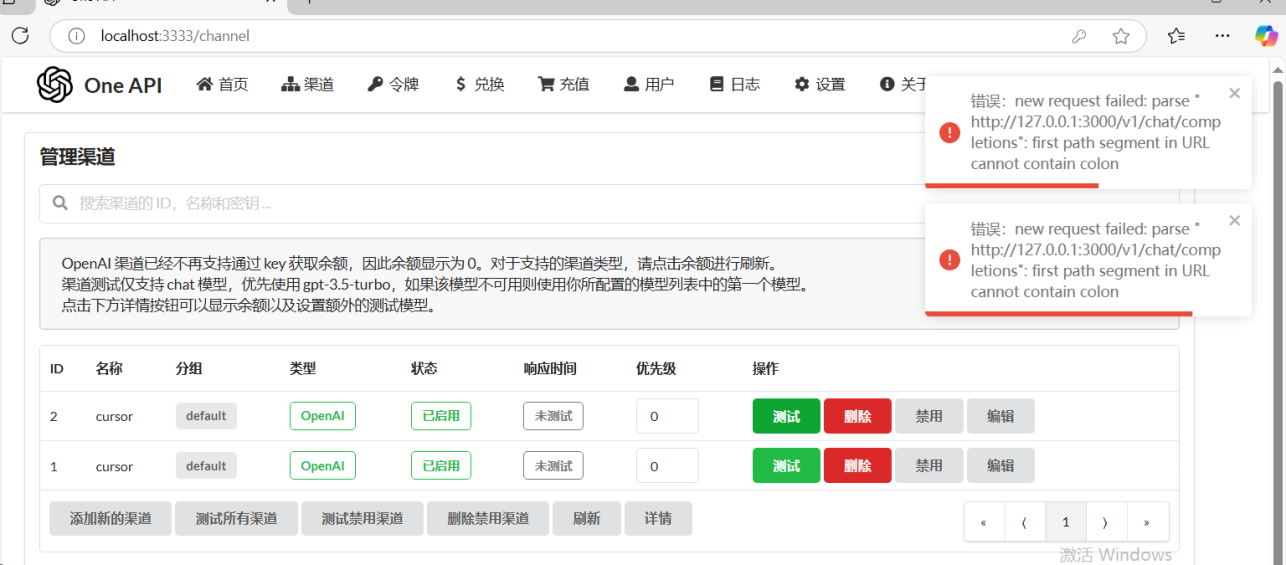 localhost:3333/channel
One API 首页 渠道 令牌 兑换 充值 用户 日志 设置 关于
错误：new request failed: parse "
http://127.0.0.1:3000/v1/chat/comp
letions": first path segment in URL
cannot contain colon
错误：new request failed: parse "
http://127.0.0.1:3000/v1/chat/comp
letions": first path segment in URL
cannot contain colon
管理渠道
搜索渠道的 ID，名称和密钥 ...
OpenAI 渠道已经不再支持通过 key 获取余额，因此余额显示为 0。对于支持的渠道类型，请点击余额进行刷新。
渠道测试仅支持 chat 模型，优先使用 gpt-3.5-turbo，如果该模型不可用则使用你所配置的模型列表中的第一个模型。
点击下方详情按钮可以显示余额以及设置额外的测试模型。
ID 名称 分组 类型 状态 响应时间 优先级 操作
2 cursor default OpenAI 已启用 未测试 0 测试 删除 禁用 编辑
1 cursor default OpenAI 已启用 未测试 0 测试 删除 禁用 编辑
添加新的渠道 测试所有渠道 测试禁用渠道 删除禁用渠道 刷新 详情 « ⟨ 1 ⟩ »
激活 Windows